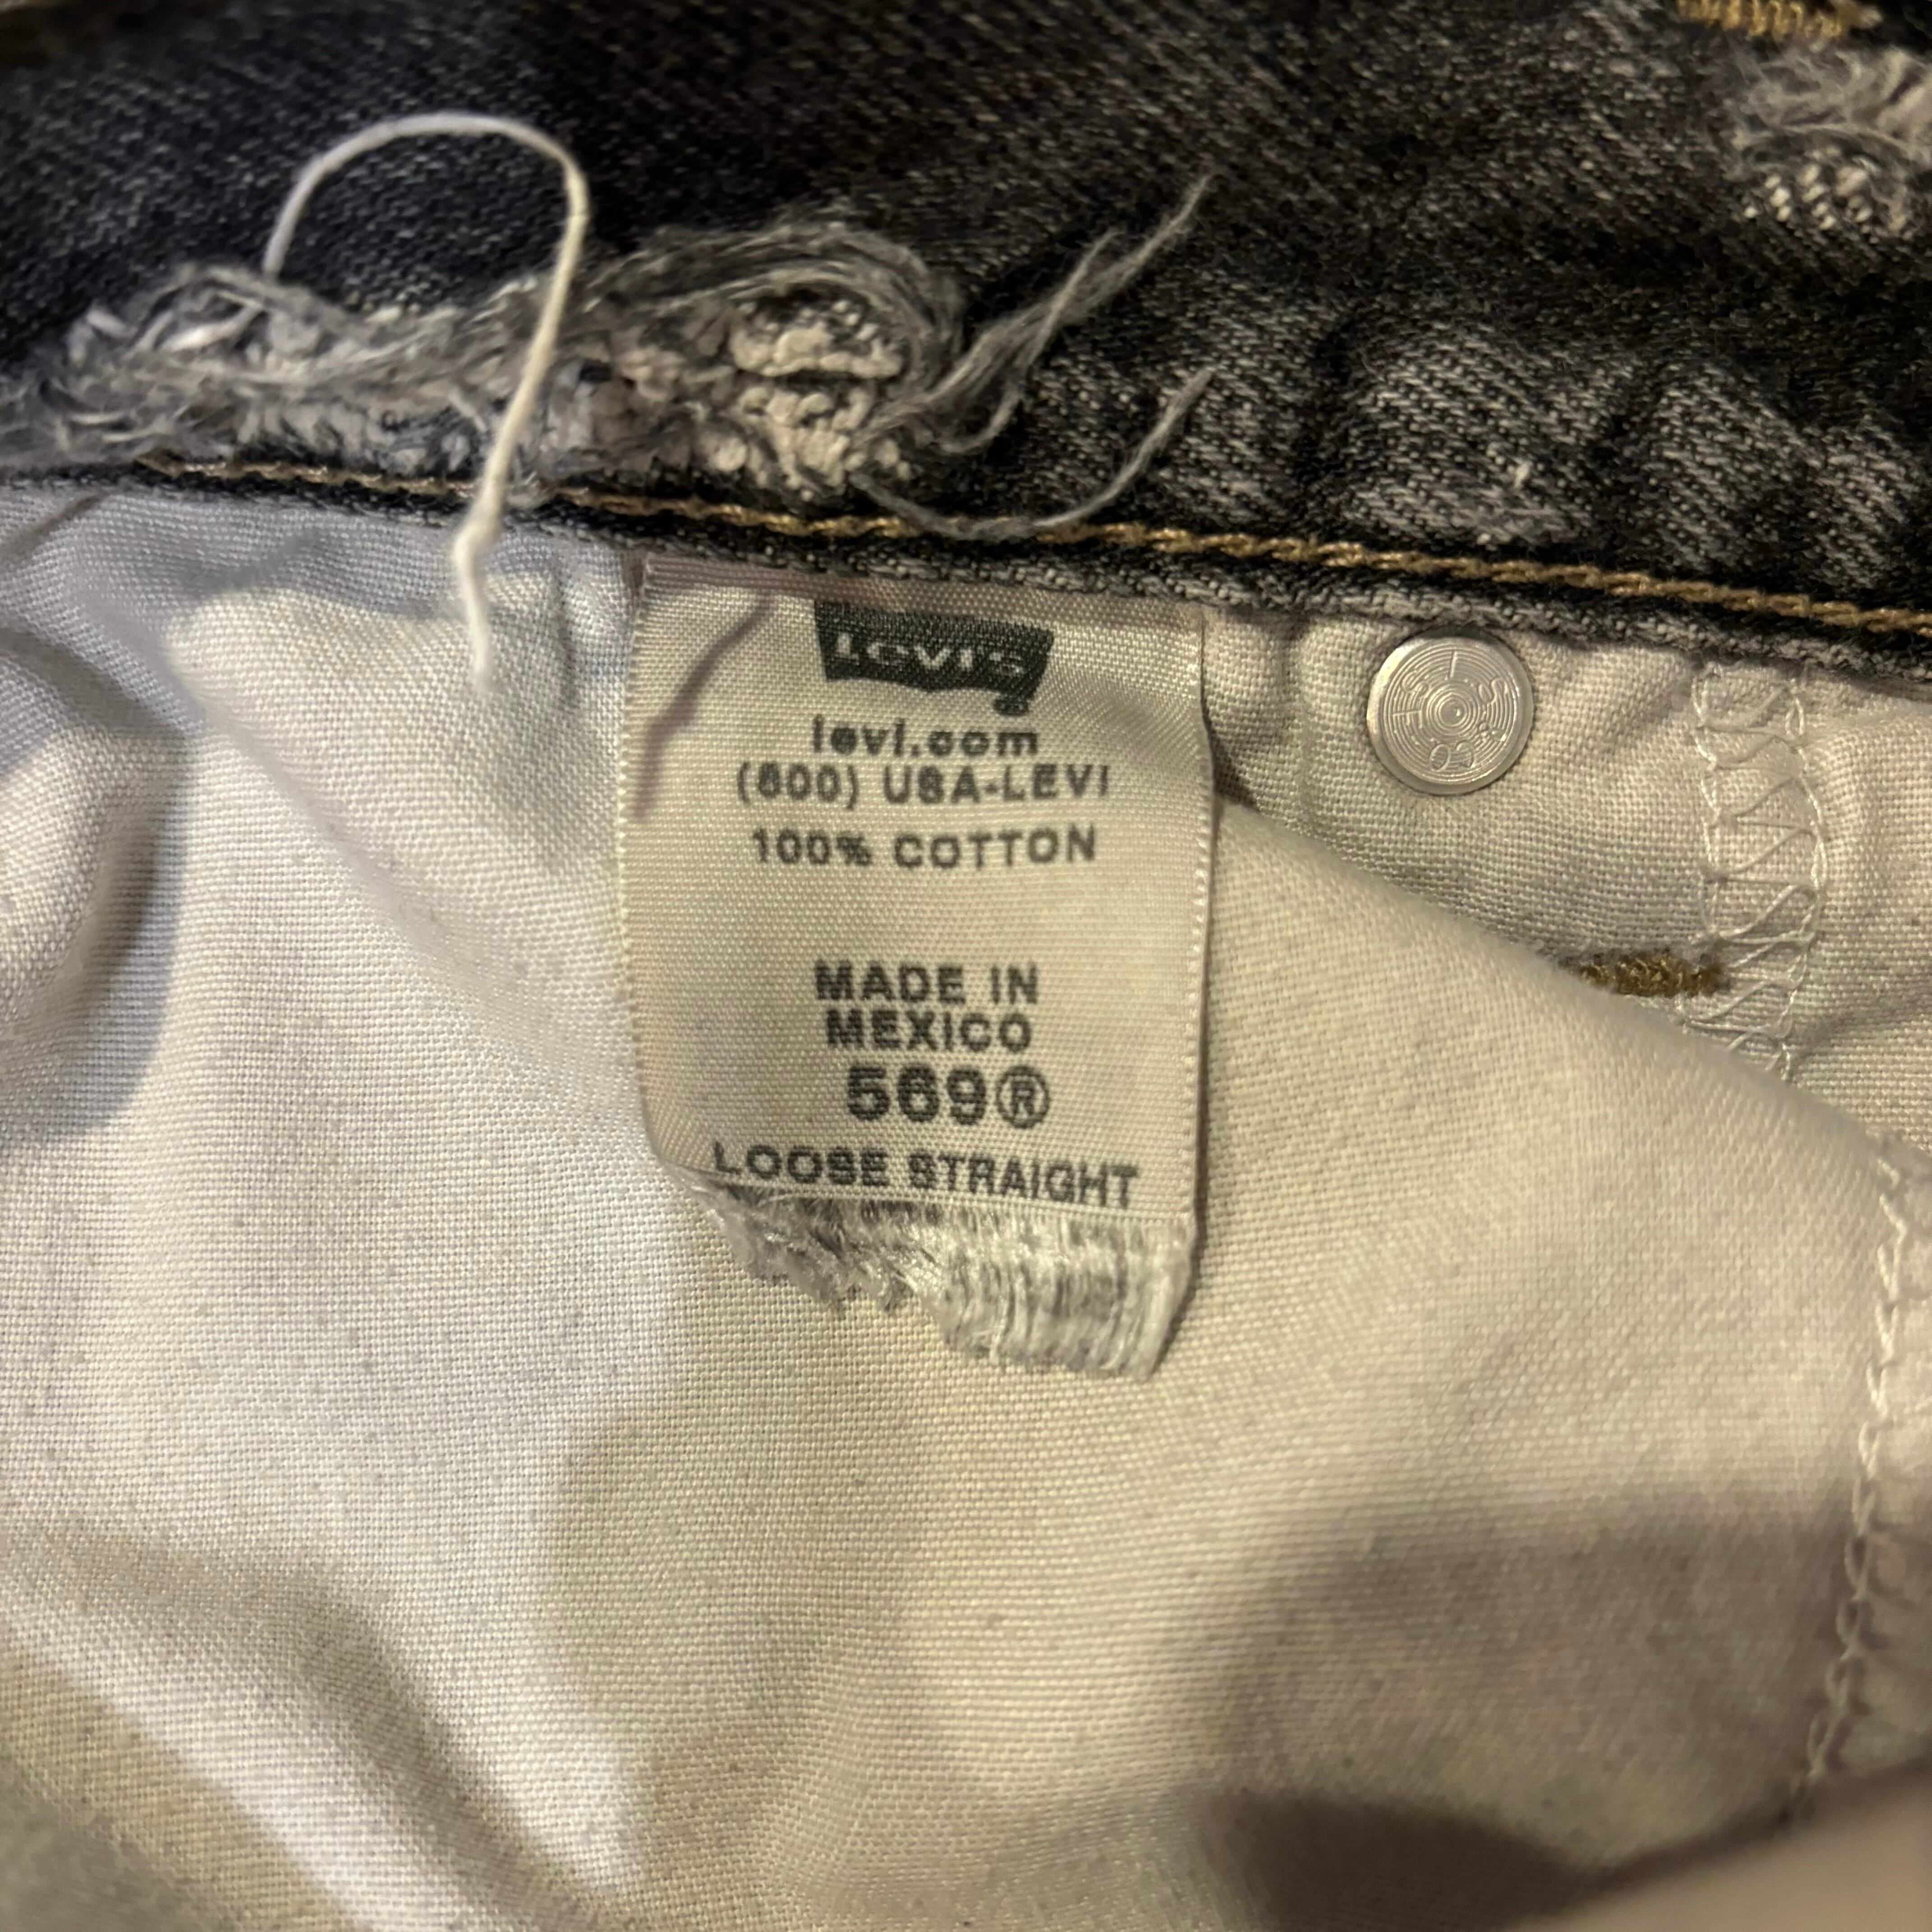 Levi's
®
levi.com
(800) USA-LEVI
100% COTTON
MADE IN
MEXICO
569®
LOOSE STRAIGHT